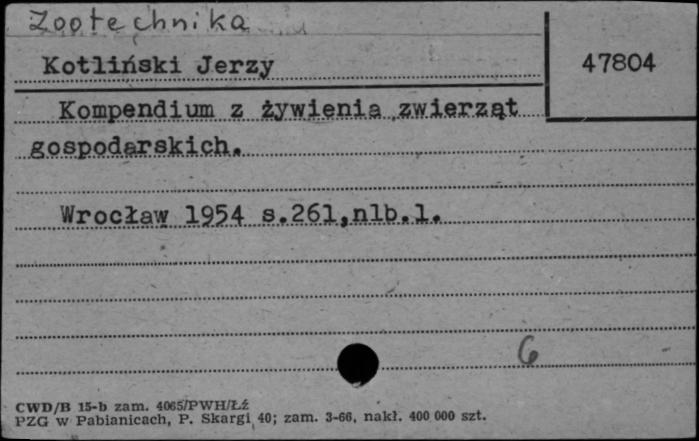 Zootechnika
Kotliński Jerzy
47804
Kompendium z żywienia zwierząt
gospodarskich.
Wrocław 1954 s.261,nlb.1.
6
CWD/B 15-b zam. 4065/PWH/Łź
PZG w Pabianicach, P. Skargi 40; zam. 3-66, nakł. 400 000 szt.